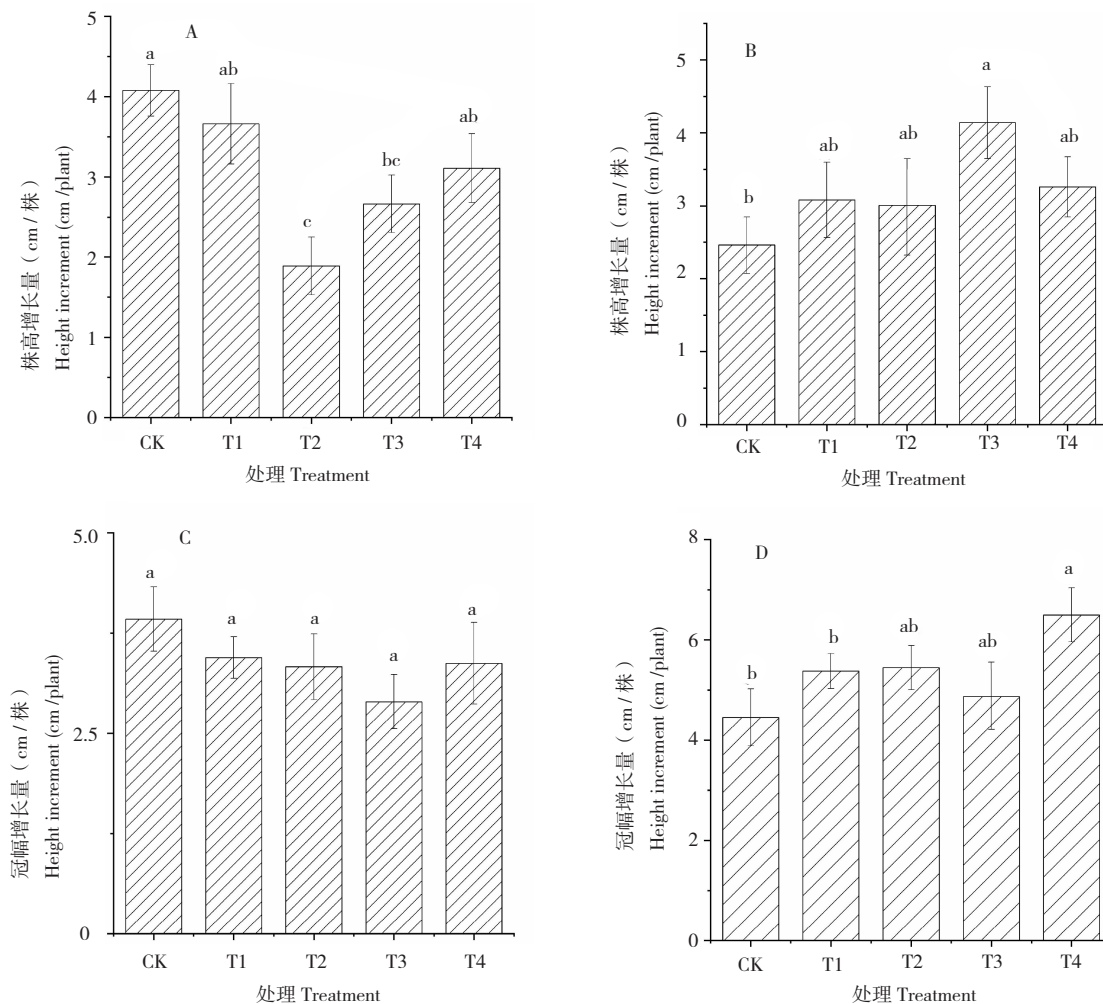 A
5
4
3
2
1
0
a
ab
c
bc
ab
株高增长量（cm/株）
Height increment (cm/plant)
CK T1 T2 T3 T4
处理 Treatment
B
5
4
3
2
1
0
b
ab
ab
a
ab
株高增长量（cm/株）
Height increment (cm/plant)
CK T1 T2 T3 T4
处理 Treatment
C
5.0
2.5
0
a
a
a
a
a
冠幅增长量（cm/株）
Height increment (cm/plant)
CK T1 T2 T3 T4
处理 Treatment
D
8
6
4
2
0
b
b
ab
ab
a
冠幅增长量（cm/株）
Height increment (cm/plant)
CK T1 T2 T3 T4
处理 Treatment